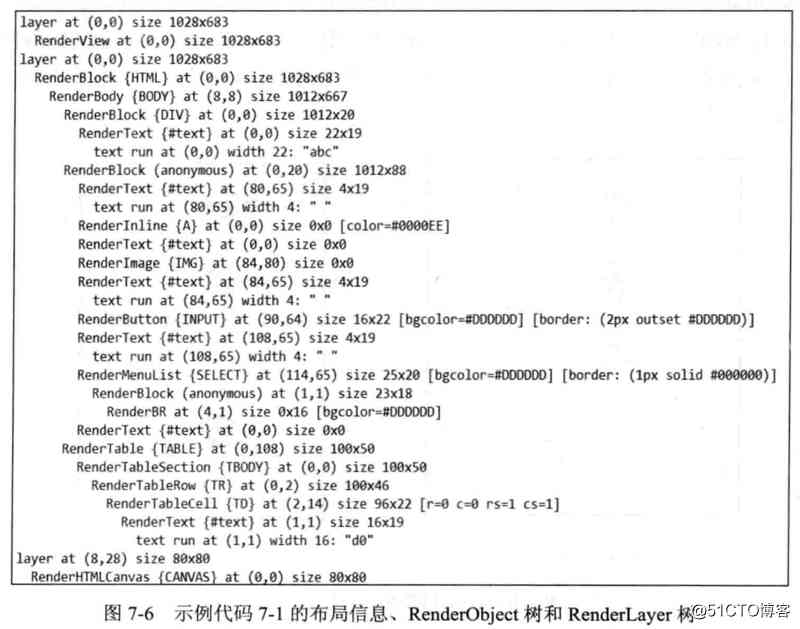 layer at (0,0) size 1028x683
RenderView at (0,0) size 1028x683
layer at (0,0) size 1028x683
RenderBlock {HTML} at (0,0) size 1028x683
RenderBody {BODY} at (8,8) size 1012x667
RenderBlock {DIV} at (0,0) size 1012x20
RenderText {#text} at (0,0) size 22x19
text run at (0,0) width 22: "abc"
RenderBlock (anonymous) at (0,20) size 1012x88
RenderText {#text} at (80,65) size 4x19
text run at (80,65) width 4: " "
RenderInline {A} at (0,0) size 0x0 [color=#0000EE]
RenderText {#text} at (0,0) size 0x0
RenderImage {IMG} at (84,80) size 0x0
RenderText {#text} at (84,65) size 4x19
text run at (84,65) width 4: " "
RenderButton {INPUT} at (90,64) size 16x22 [bgcolor=#DDDDDD] [border: (2px outset #DDDDDD)]
RenderText {#text} at (108,65) size 4x19
text run at (108,65) width 4: " "
RenderMenuList {SELECT} at (114,65) size 25x20 [bgcolor=#DDDDDD] [border: (1px solid #000000)]
RenderBlock (anonymous) at (1,1) size 23x18
RenderBR at (4,1) size 0x16 [bgcolor=#DDDDDD]
RenderText {#text} at (0,0) size 0x0
RenderTable {TABLE} at (0,108) size 100x50
RenderTableSection {TBODY} at (0,0) size 100x50
RenderTableRow {TR} at (0,2) size 100x46
RenderTableCell {TD} at (2,14) size 96x22 [r=0 c=0 rs=1 cs=1]
RenderText {#text} at (1,1) size 16x19
text run at (1,1) width 16: "d0"
layer at (8,28) size 80x80
RenderHTMLCanvas {CANVAS} at (0,0) size 80x80
图 7-6 示例代码 7-1 的布局信息、RenderObject 树和 RenderLayer 树
@51CTO博客